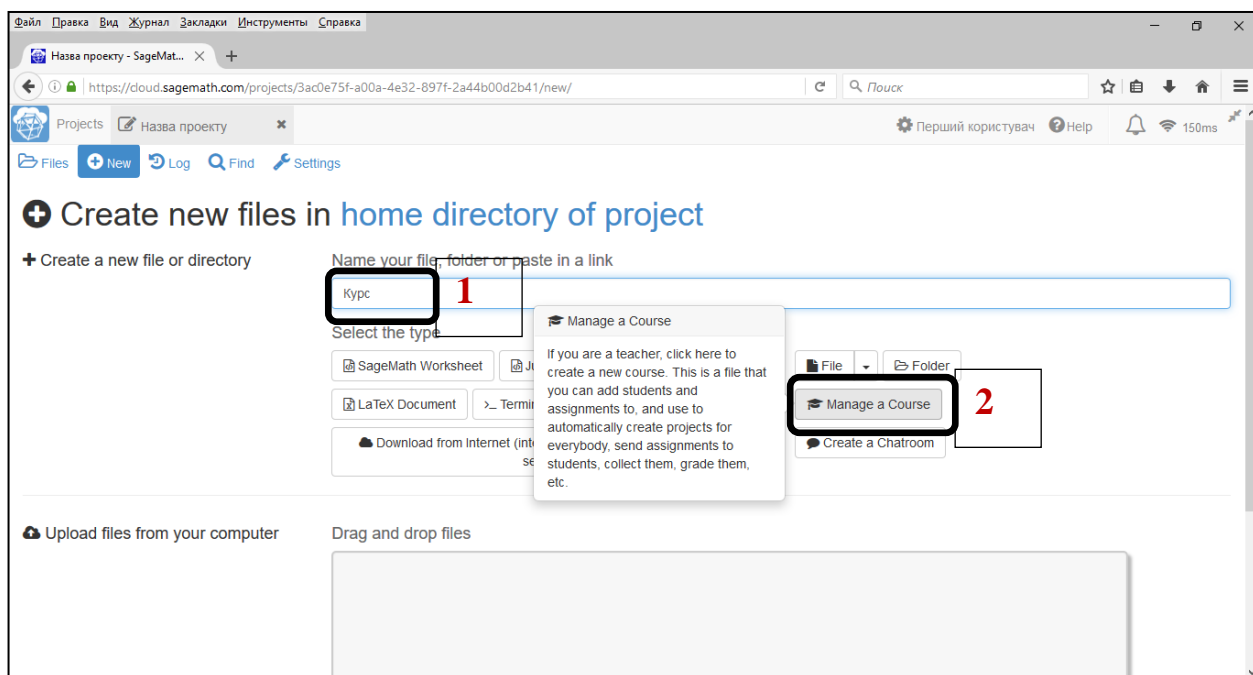 Файл Правка Вид Журнал Закладки Инструменты Справка
Назва проекту - SageMat...
https://cloud.sagemath.com/projects/3ac0e75f-a00a-4e32-897f-2a44b00d2b41/new/
Поиск
Projects
Назва проекту
Перший користувач
Help
150ms
Files
New
Log
Find
Settings
Create new files in home directory of project
Create a new file or directory
Name your file, folder or paste in a link
Курс
1
Select the type
Manage a Course
If you are a teacher, click here to
create a new course. This is a file that
you can add students and
assignments to, and use to
automatically create projects for
everybody, send assignments to
students, collect them, grade them,
etc.
SageMath Worksheet
File
Folder
LaTeX Document
>_ Termi
Manage a Course
2
Download from Internet (int
se
Create a Chatroom
Upload files from your computer
Drag and drop files